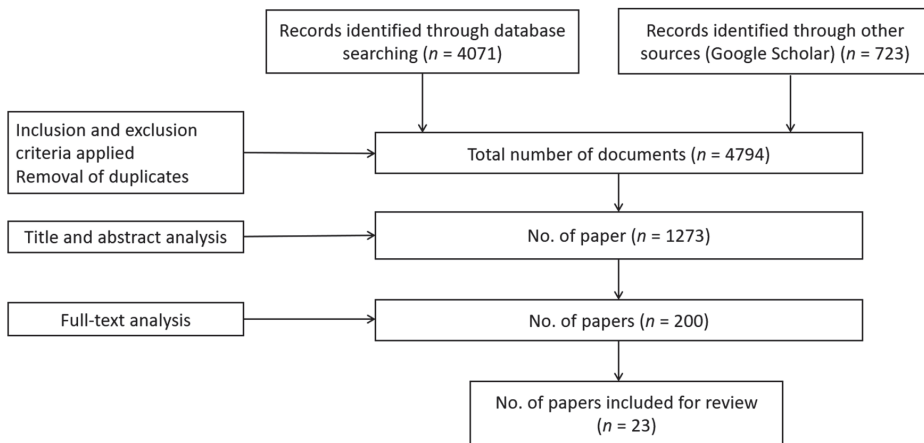 Records identified through database
searching (n = 4071)
Records identified through other
sources (Google Scholar) (n = 723)
Inclusion and exclusion
criteria applied
Removal of duplicates
Total number of documents (n = 4794)
Title and abstract analysis
No. of paper (n = 1273)
Full-text analysis
No. of papers (n = 200)
No. of papers included for review
(n = 23)